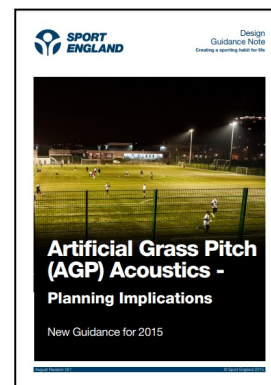 SPORT
ENGLAND
Design
Guidance Note
Creating a sporting habit for life
Artificial Grass Pitch
(AGP) Acoustics -
Planning Implications
New Guidance for 2015
© Sport England 2015